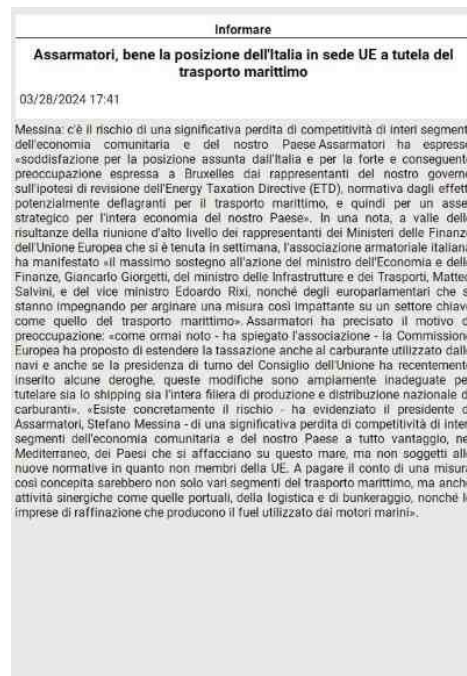 Informare
Assarmatori, bene la posizione dell'Italia in sede UE a tutela del
trasporto marittimo
03/28/2024 17:41
Messina: c'è il rischio di una significativa perdita di competitività di interi segment
dell'economia comunitaria e del nostro Paese Assarmatori ha espresso
«soddisfazione per la posizione assunta dall'Italia e per la forte e conseguent
preoccupazione espressa a Bruxelles dai rappresentanti del nostro governo
sull'ipotesi di revisione dell'Energy Taxation Directive (ETD), normativa dagli effett
potenzialmente deflagranti per il trasporto marittimo, e quindi per un asse
strategico per l'intera economia del nostro Paese». In una nota, a valle delle
risultanze della riunione d'alto livello dei rappresentanti dei Ministeri delle Finanze
dell'Unione Europea che si è tenuta in settimana, l'associazione armatoriale italiana
ha manifestato «il massimo sostegno all'azione del ministro dell'Economia e delle
Finanze, Giancarlo Giorgetti, del ministro delle Infrastrutture e dei Trasporti, Matteo
Salvini, e del vice ministro Edoardo Rixi, nonché degli europarlamentari che s
stanno impegnando per arginare una misura così impattante su un settore chiave
come quello del trasporto marittimo». Assarmatori ha precisato il motivo d
preoccupazione: «come ormai noto - ha spiegato l'associazione - la Commissione
Europea ha proposto di estendere la tassazione anche al carburante utilizzato dalle
navi e anche se la presidenza di turno del Consiglio dell'Unione ha recentemente
inserito alcune deroghe, queste modifiche sono ampiamente inadeguate pe
tutelare sia lo shipping sia l'intera filiera di produzione e distribuzione nazionale d
carburanti». «Esiste concretamente il rischio - ha evidenziato il presidente d
Assarmatori, Stefano Messina - di una significativa perdita di competitività di inter
segmenti dell'economia comunitaria e del nostro Paese a tutto vantaggio, ne
Mediterraneo, dei Paesi che si affacciano su questo mare, ma non soggetti alle
nuove normative in quanto non membri della UE. A pagare il conto di una misura
così concepita sarebbero non solo vari segmenti del trasporto marittimo, ma anche
attività sinergiche come quelle portuali, della logistica e di bunkeraggio, nonché l
imprese di raffinazione che producono il fuel utilizzato dai motori marini».